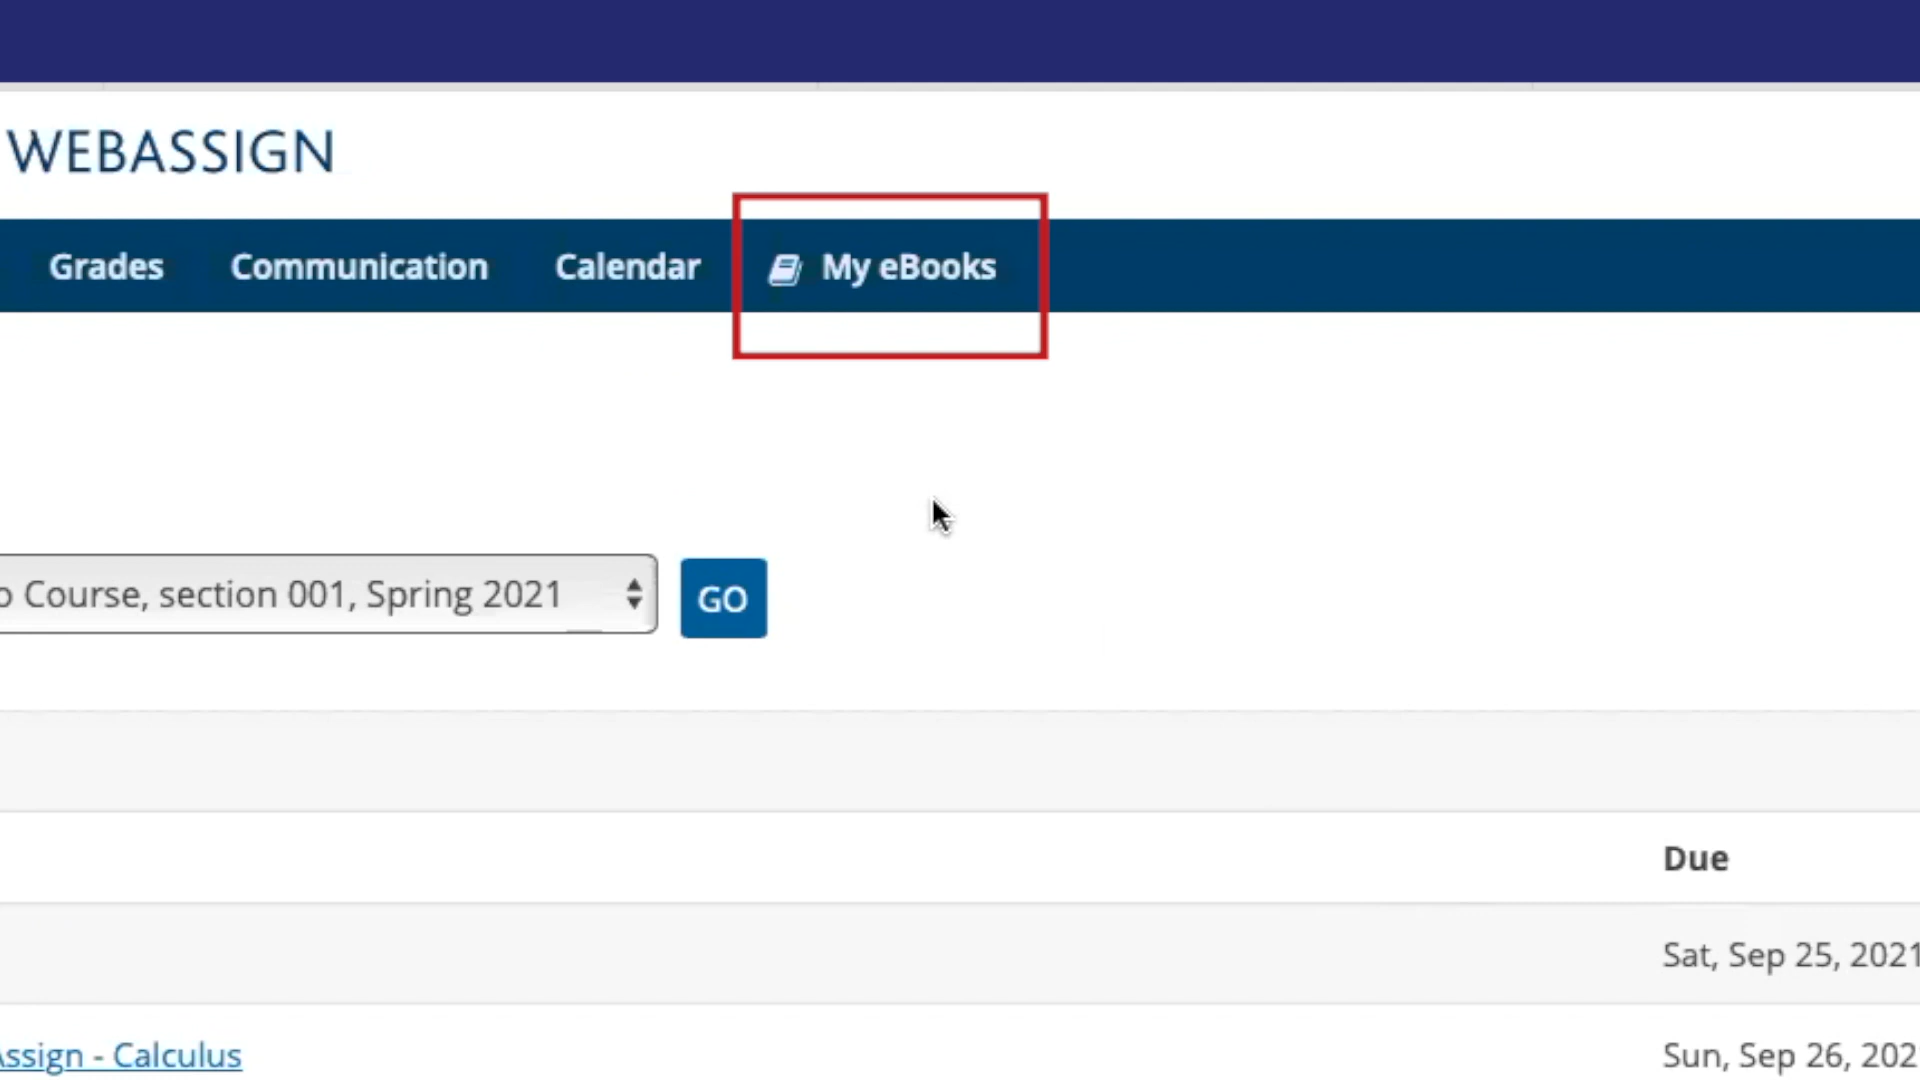 WEBASSIGN
Grades Communication Calendar My eBooks
Course, section 001, Spring 2021 GO
Due
Sat, Sep 25, 2021
Assign - Calculus Sun, Sep 26, 202